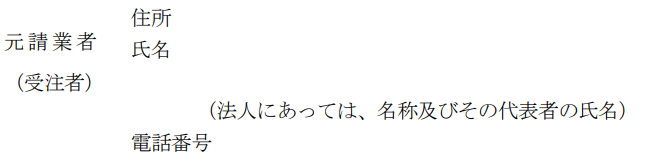 住所
元請業者
氏名
（受注者）
（法人にあっては、名称及びその代表者の氏名）
電話番号